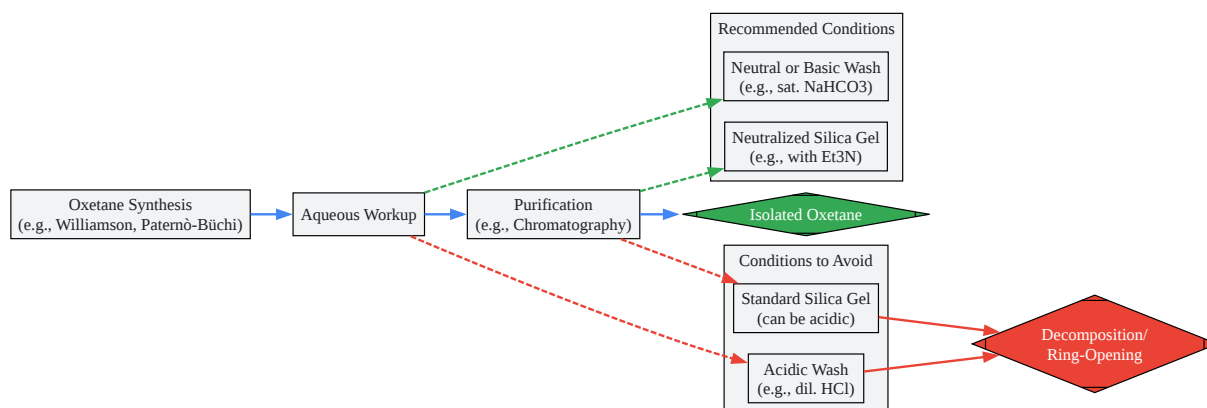 Oxetane Synthesis
(e.g., Williamson, Paternò-Büchi)
Aqueous Workup
Purification
(e.g., Chromatography)
Recommended Conditions
Neutral or Basic Wash
(e.g., sat. NaHCO3)
Neutralized Silica Gel
(e.g., with Et3N)
Isolated Oxetane
Conditions to Avoid
Standard Silica Gel
(can be acidic)
Acidic Wash
(e.g., dil. HCl)
Decomposition/
Ring-Opening